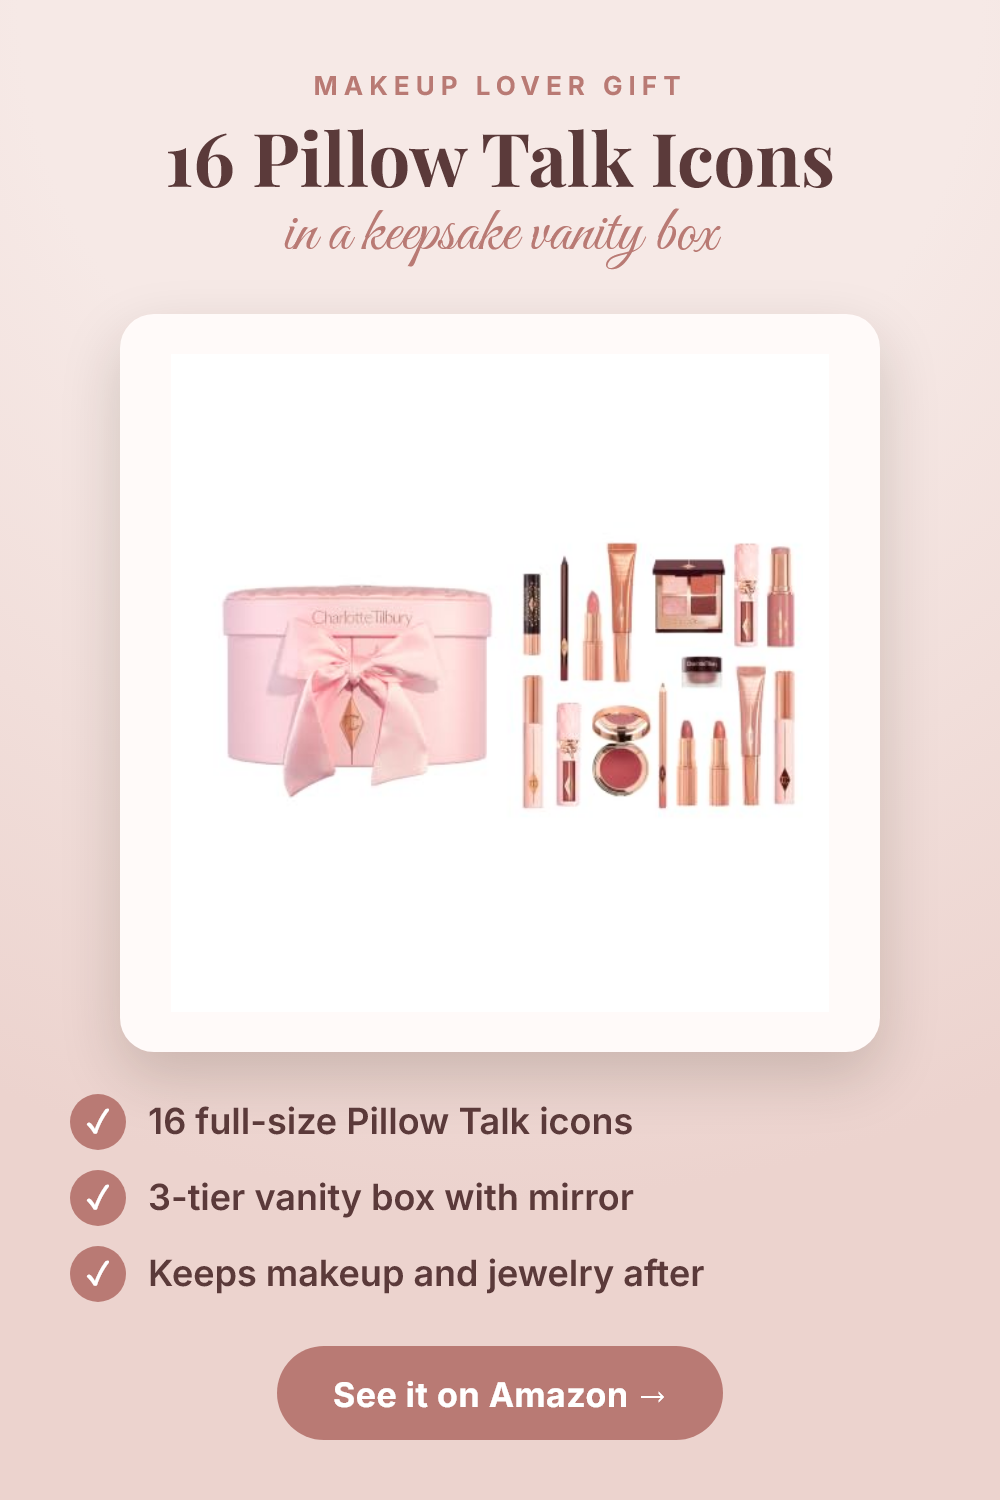 MAKEUP LOVER GIFT
16 Pillow Talk Icons
in a keepsake vanity box
Charlotte Tilbury
16 full-size Pillow Talk icons
3-tier vanity box with mirror
Keeps makeup and jewelry after
See it on Amazon →